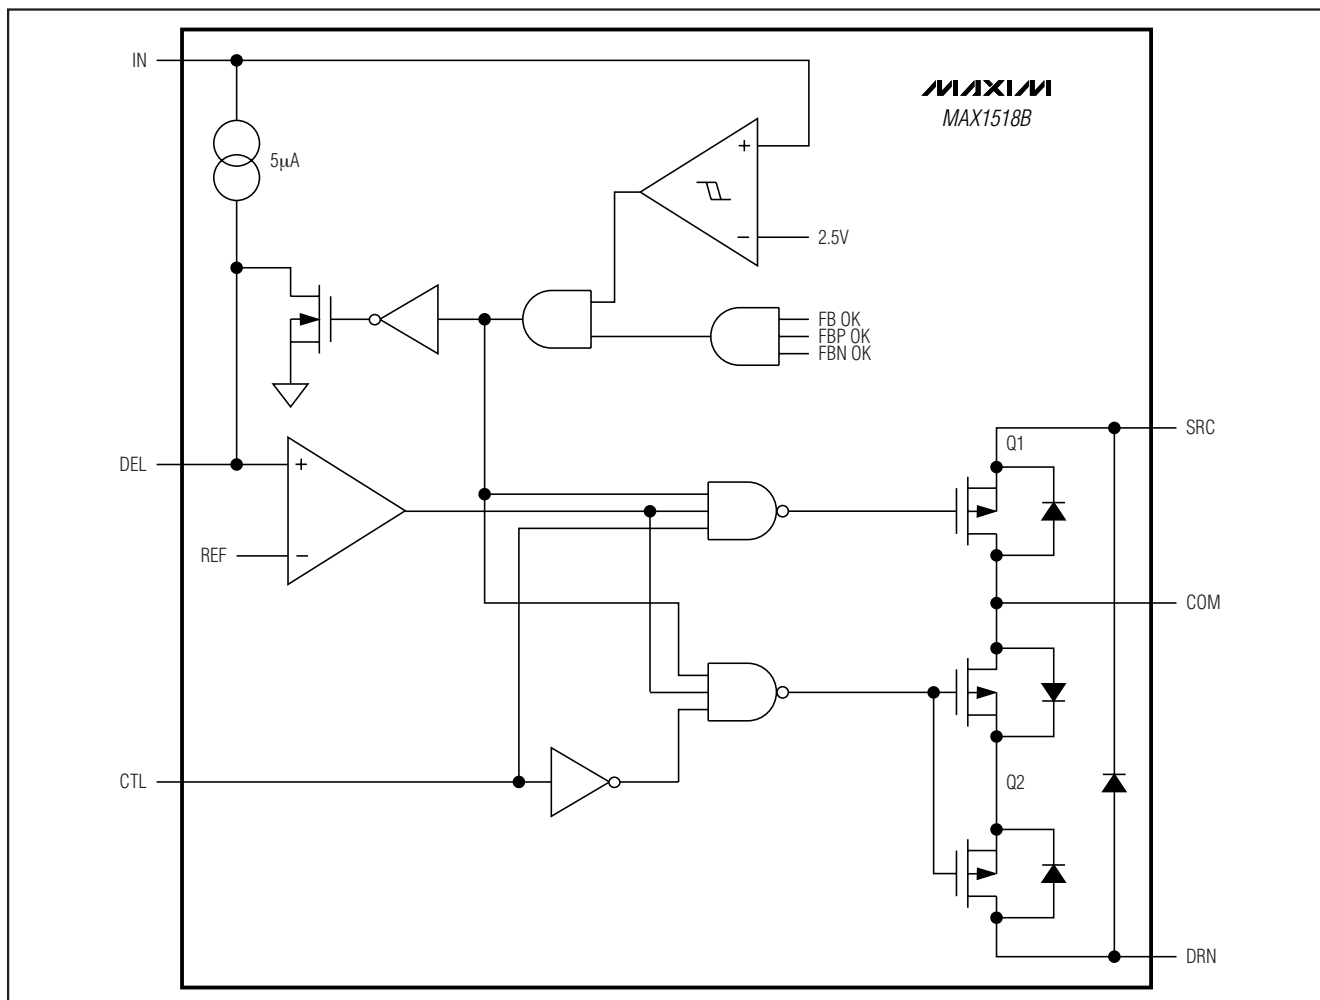 IN
MAXIM
MAX1518B
+
5µA
−
2.5V
FB OK
FBP OK
FBN OK
SRC
Q1
DEL
+
REF
−
COM
CTL
Q2
DRN